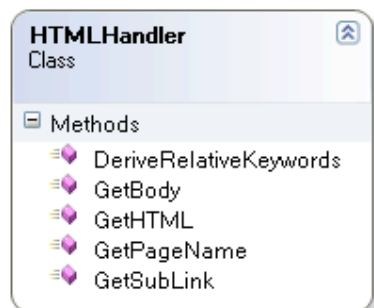 HTMLHandler
Class
Methods
DeriveRelativeKeywords
GetBody
GetHTML
GetPageName
GetSubLink